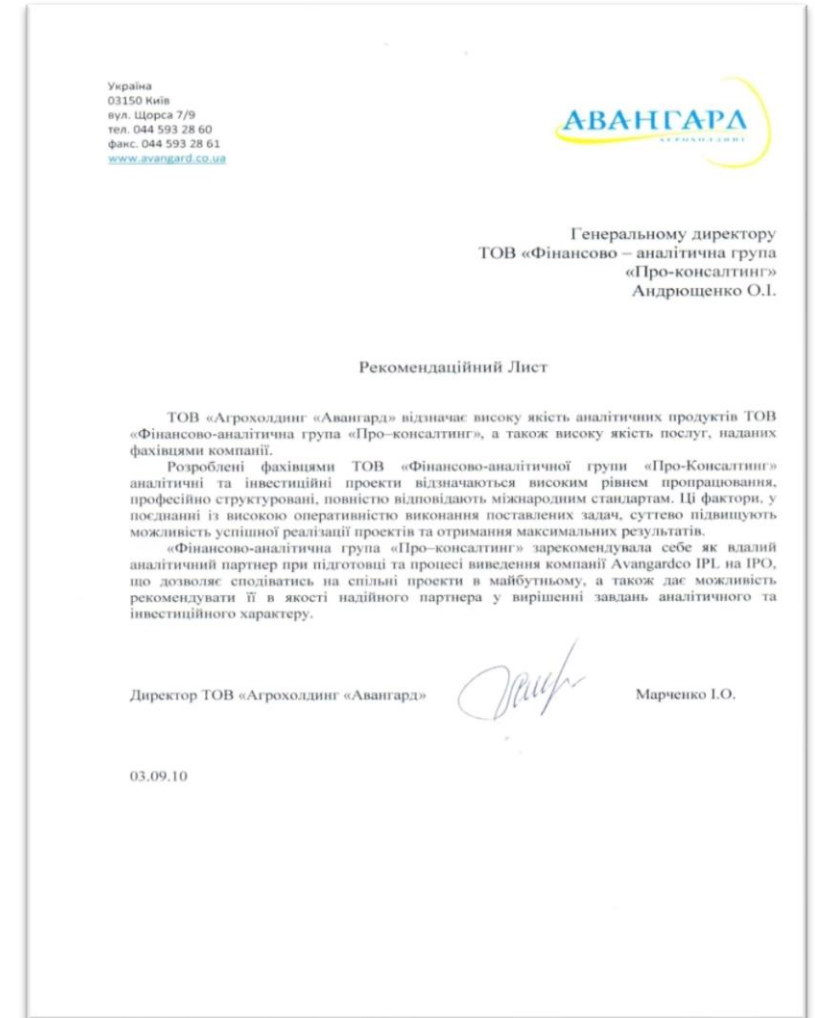 Україна
03150 Київ
вул. Щорса 7/9
тел. 044 593 28 60
факс. 044 593 28 61
www.avangard.co.ua
АВАНГАРД
АГРОХОЛДИНГ
Генеральному директору
ТОВ «Фінансово – аналітична група
«Про-консалтинг»
Андрющенко О.І.
Рекомендаційний Лист
ТОВ «Агрохолдинг «Авангард» відзначає високу якість аналітичних продуктів ТОВ
«Фінансово-аналітична група «Про–консалтинг», а також високу якість послуг, наданих
фахівцями компанії.
Розроблені фахівцями ТОВ «Фінансово-аналітичної групи «Про-Консалтинг»
аналітичні та інвестиційні проекти відзначаються високим рівнем пропрацювання,
професійно структуровані, повністю відповідають міжнародним стандартам. Ці фактори, у
поєднанні із високою оперативністю виконання поставлених задач, суттєво підвищують
можливість успішної реалізації проектів та отримання максимальних результатів.
«Фінансово-аналітична група «Про–консалтинг» зарекомендувала себе як вдалий
аналітичний партнер при підготовці та процесі виведення компанії Avangardco IPL на IPO,
що дозволяє сподіватись на спільні проекти в майбутньому, а також дає можливість
рекомендувати її в якості надійного партнера у вирішенні завдань аналітичного та
інвестиційного характеру.
Директор ТОВ «Агрохолдинг «Авангард» Марченко І.О.
03.09.10